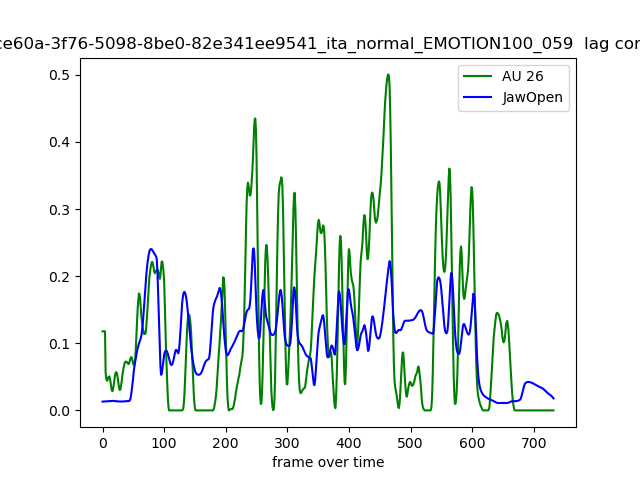 ce60a-3f76-5098-8be0-82e341ee9541_ita_normal_EMOTION100_059 lag cor
AU 26
JawOpen
0.5
0.4
0.3
0.2
0.1
0.0
0 100 200 300 400 500 600 700
frame over time